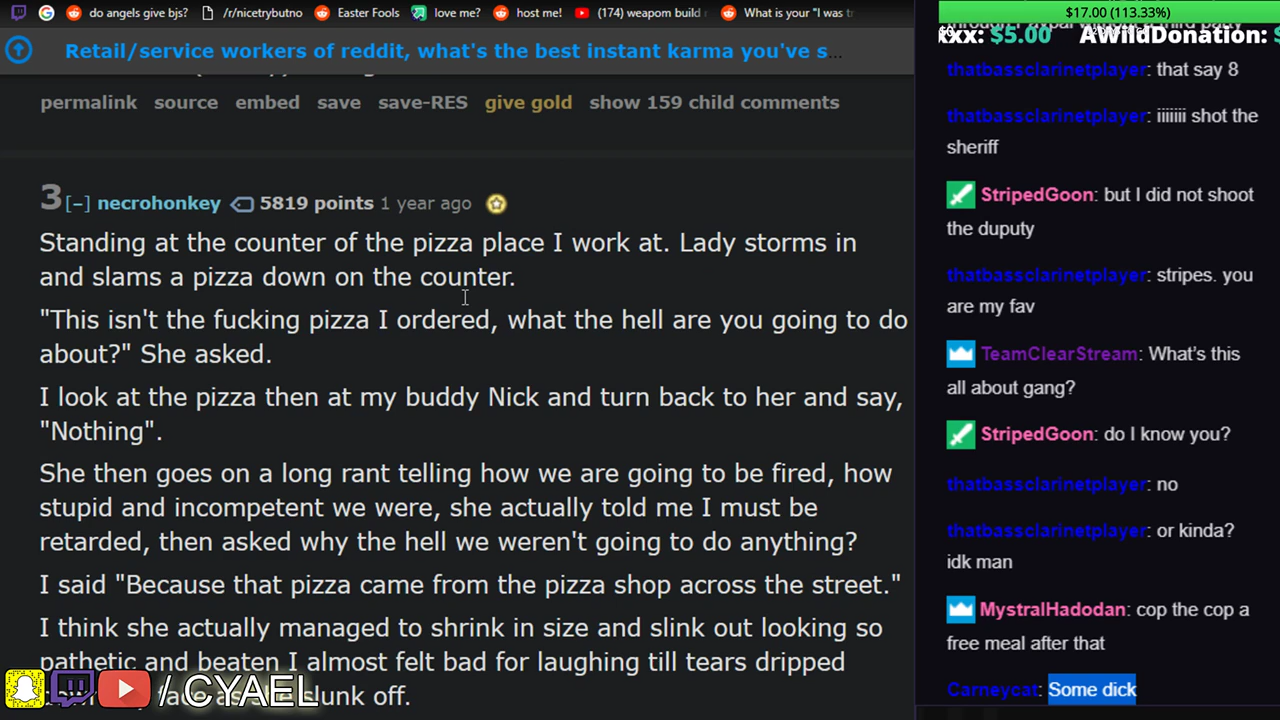 do angels give bjs?
/r/nicetrybutno
Easter Fools
love me?
host me!
(174) weapom build
What is your "I was t
$17.00 (113.33%)
Retail/service workers of reddit, what's the best instant karma you've s...
xxx: $5.00 AWildDonation:
permalink source embed save save-RES give gold show 159 child comments
3 [–] necrohonkey 5819 points 1 year ago
Standing at the counter of the pizza place I work at. Lady storms in
and slams a pizza down on the counter.
"This isn't the fucking pizza I ordered, what the hell are you going to do
about?" She asked.
I look at the pizza then at my buddy Nick and turn back to her and say,
"Nothing".
She then goes on a long rant telling how we are going to be fired, how
stupid and incompetent we were, she actually told me I must be
retarded, then asked why the hell we weren't going to do anything?
I said "Because that pizza came from the pizza shop across the street."
I think she actually managed to shrink in size and slink out looking so
pathetic and beaten I almost felt bad for laughing till tears dripped
face as she slunk off.
/ CYAEL
thatbassclarinetplayer: that say 8
thatbassclarinetplayer: iiiiiii shot the
sheriff
StripedGoon: but I did not shoot
the duputy
thatbassclarinetplayer: stripes. you
are my fav
TeamClearStream: What's this
all about gang?
StripedGoon: do I know you?
thatbassclarinetplayer: no
thatbassclarinetplayer: or kinda?
idk man
MystralHadodan: cop the cop a
free meal after that
Carneycat: Some dick